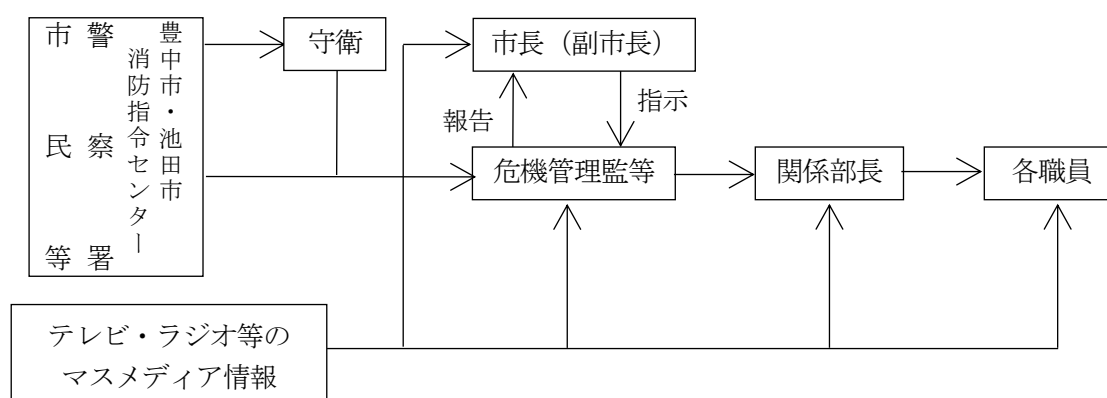 豊中市・池田市
消防指令センター
警察署
市民等
守衛
市長（副市長）
報告
指示
危機管理監等
関係部長
各職員
テレビ・ラジオ等の
マスメディア情報